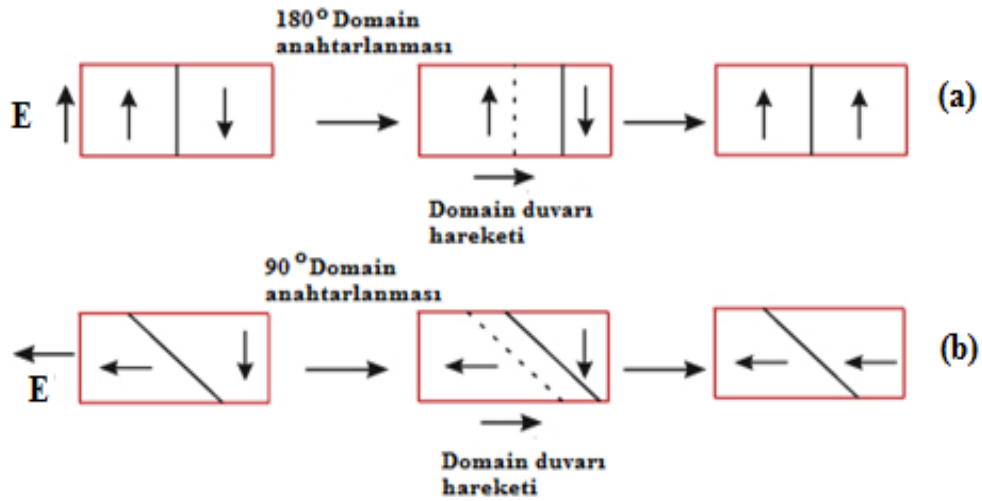 180° Domain
anahtarlanması
E
(a)
Domain duvarı
hareketi
90° Domain
anahtarlanması
E
(b)
Domain duvarı
hareketi